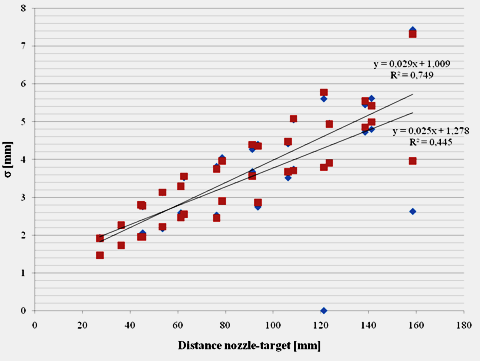 8
7
6
5
4
3
2
1
0
σ [mm]
y = 0,029x + 1,009
R² = 0,749
y = 0,025x + 1,278
R² = 0,445
0 20 40 60 80 100 120 140 160 180
Distance nozzle-target [mm]